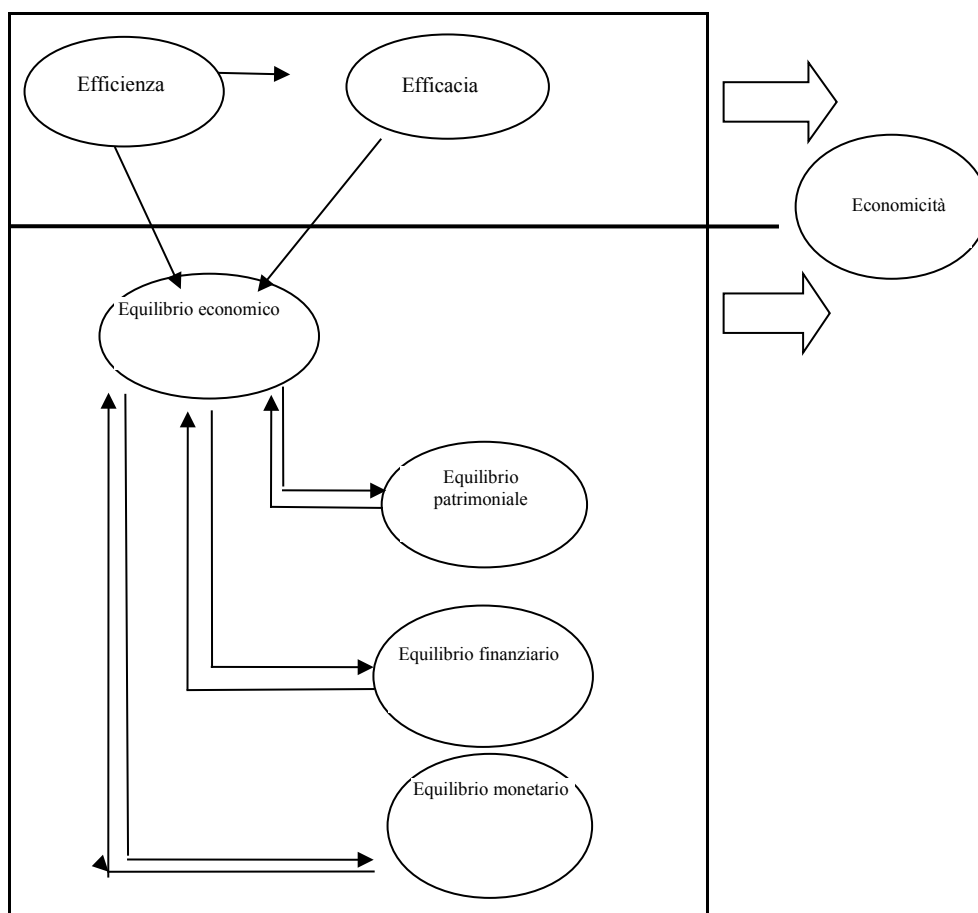 Efficienza
Efficacia
Economicità
Equilibrio economico
Equilibrio
patrimoniale
Equilibrio finanziario
Equilibrio monetario